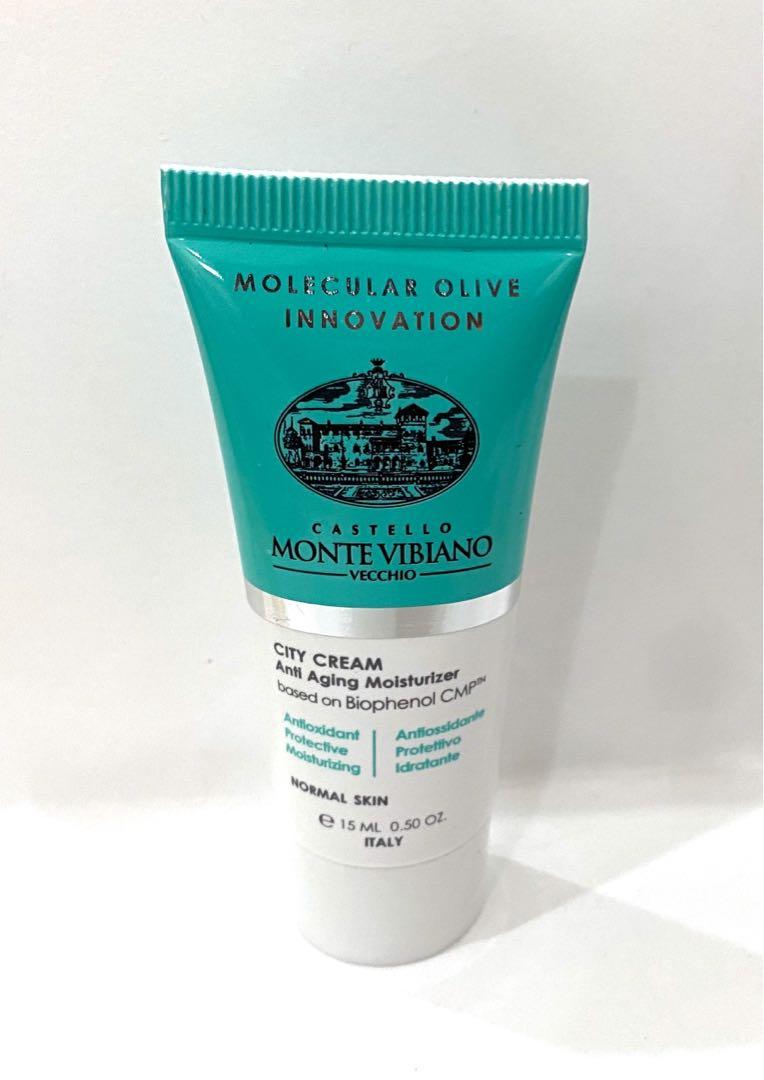 MOLECULAR OLIVE
INNOVATION
CASTELLO
MONTE VIBIANO
VECCHIO
CITY CREAM
Anti Aging Moisturizer
based on Biophenol CMP™
Antioxidant
Protective
Moisturizing
Antiossidante
Protettivo
Idratante
NORMAL SKIN
℮ 15 ML 0.50 OZ.
ITALY